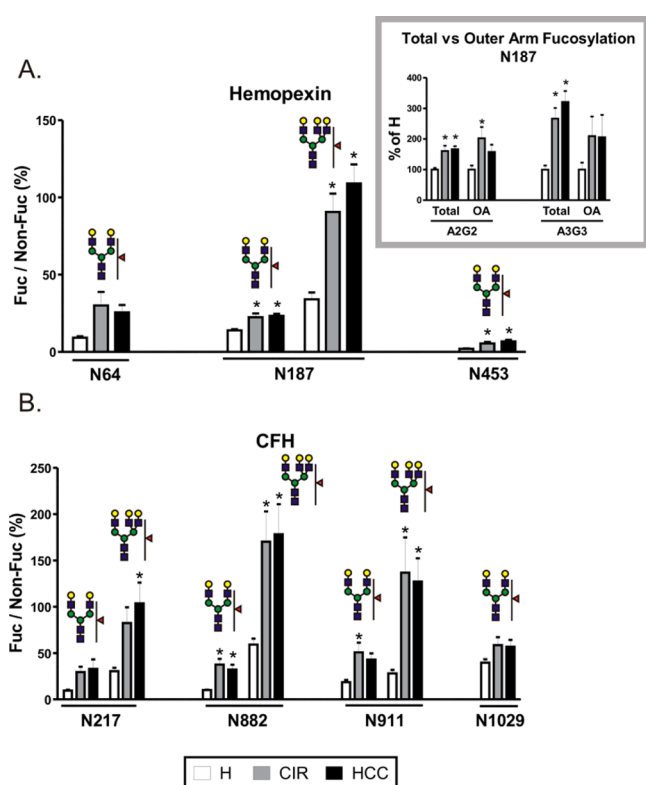 A.
Hemopexin
Fuc / Non-Fuc (%)
150
100
50
0
*
*
*
*
*
*
N64
N187
N453
Total vs Outer Arm Fucosylation
N187
% of H
400
300
200
100
0
*
*
*
*
*
Total
OA
Total
OA
A2G2
A3G3
B.
CFH
Fuc / Non-Fuc (%)
250
200
150
100
50
0
*
*
*
*
*
*
*
*
N217
N882
N911
N1029
H
CIR
HCC